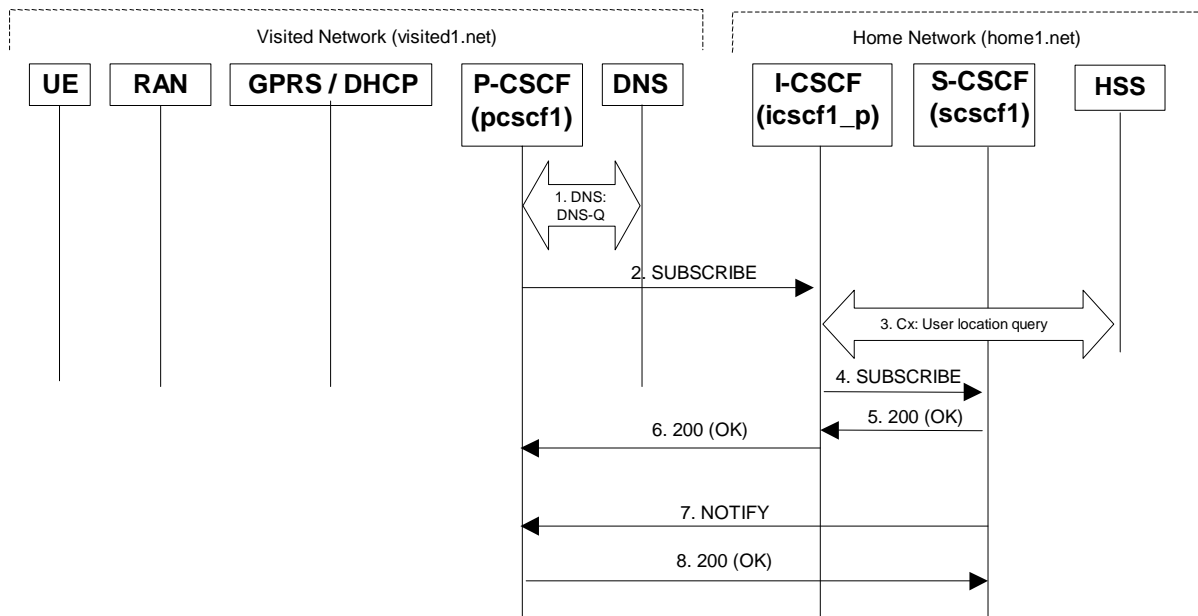 Visited Network (visited1.net)
Home Network (home1.net)
UE
RAN
GPRS / DHCP
P-CSCF
(pcscf1)
DNS
I-CSCF
(icscf1_p)
S-CSCF
(scscf1)
HSS
1. DNS:
DNS-Q
2. SUBSCRIBE
3. Cx: User location query
4. SUBSCRIBE
5. 200 (OK)
6. 200 (OK)
7. NOTIFY
8. 200 (OK)